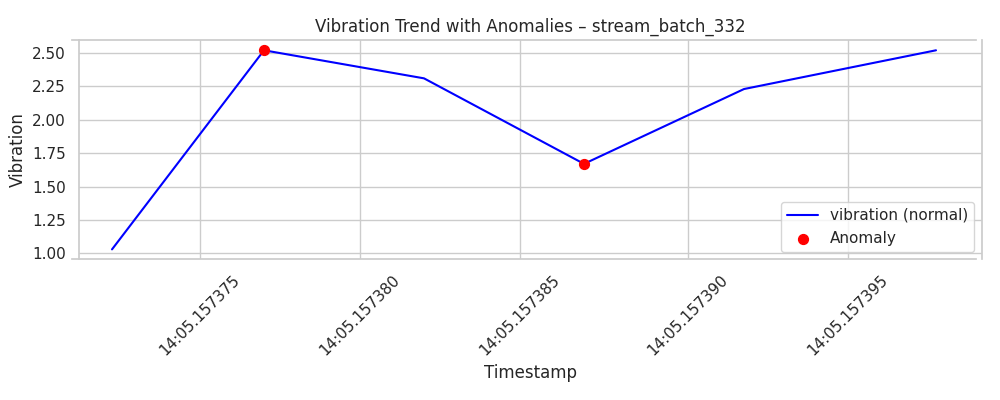 Vibration Trend with Anomalies – stream_batch_332
Vibration
2.50
2.25
2.00
1.75
1.50
1.25
1.00
vibration (normal)
Anomaly
14:05.157375
14:05.157380
14:05.157385
14:05.157390
14:05.157395
Timestamp